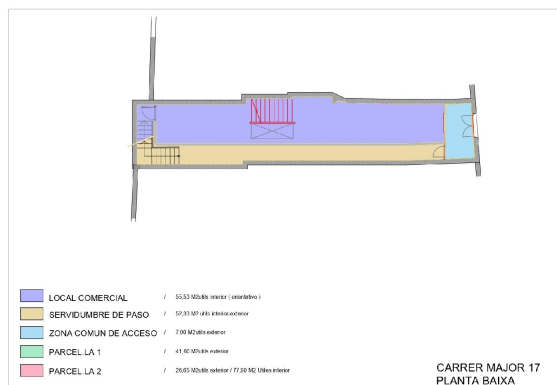 LOCAL COMERCIAL / 55,50 M2utils interior ( orientativo )
SERVIDUMBRE DE PASO / 52,30 M2 utils interior-exterior
ZONA COMUN DE ACCESO / 7,00 M2utils exterior
PARCEL.LA 1 / 41,60 M2utils exterior
PARCEL.LA 2 / 26,65 M2utils exterior / 77,90 M2 Utiles interior
CARRER MAJOR 17
PLANTA BAIXA